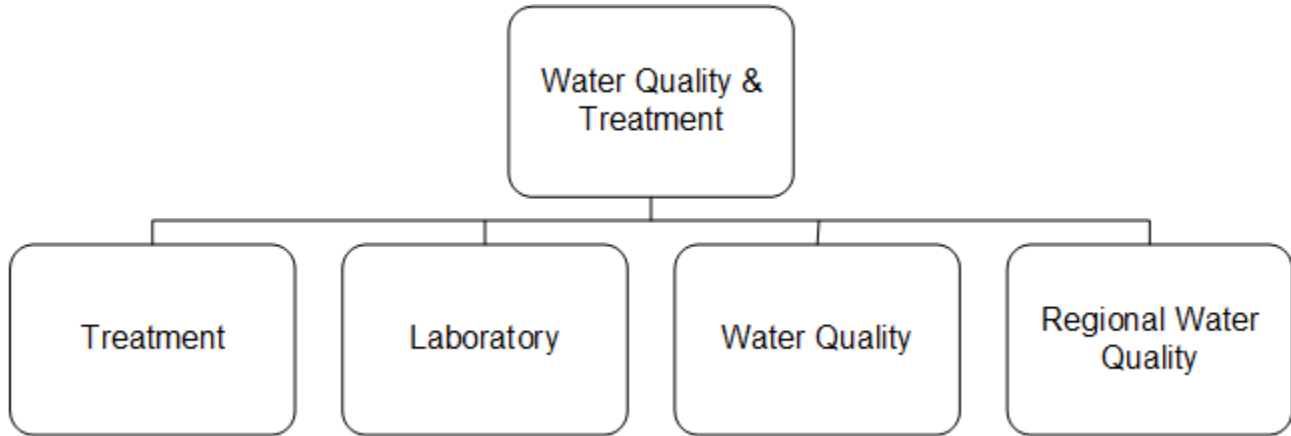 Water Quality &
Treatment
Treatment
Laboratory
Water Quality
Regional Water
Quality